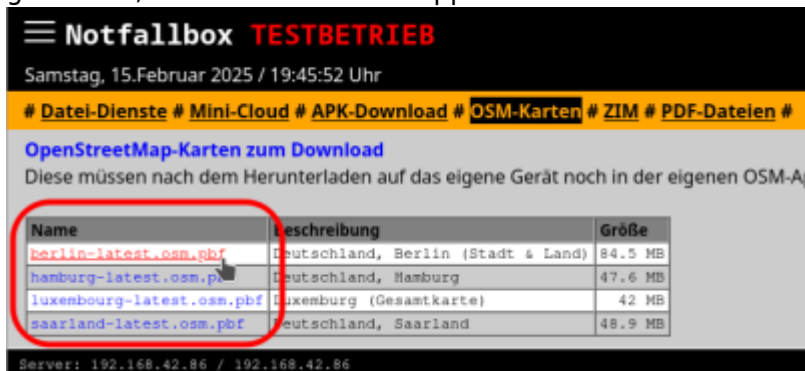 Notfallbox TESTBETRIEB
Samstag, 15.Februar 2025 / 19:45:52 Uhr
# Datei-Dienste # Mini-Cloud # APK-Download # OSM-Karten # ZIM # PDF-Dateien #
OpenStreetMap-Karten zum Download
Diese müssen nach dem Herunterladen auf das eigene Gerät noch in der eigenen OSM-A
Name Beschreibung Größe
berlin-latest.osm.pbf Deutschland, Berlin (Stadt & Land) 84.5 MB
hamburg-latest.osm.pbf Deutschland, Hamburg 47.6 MB
luxembourg-latest.osm.pbf Luxemburg (Gesamtkarte) 42 MB
saarland-latest.osm.pbf Deutschland, Saarland 48.9 MB
Server: 192.168.42.86 / 192.168.42.86